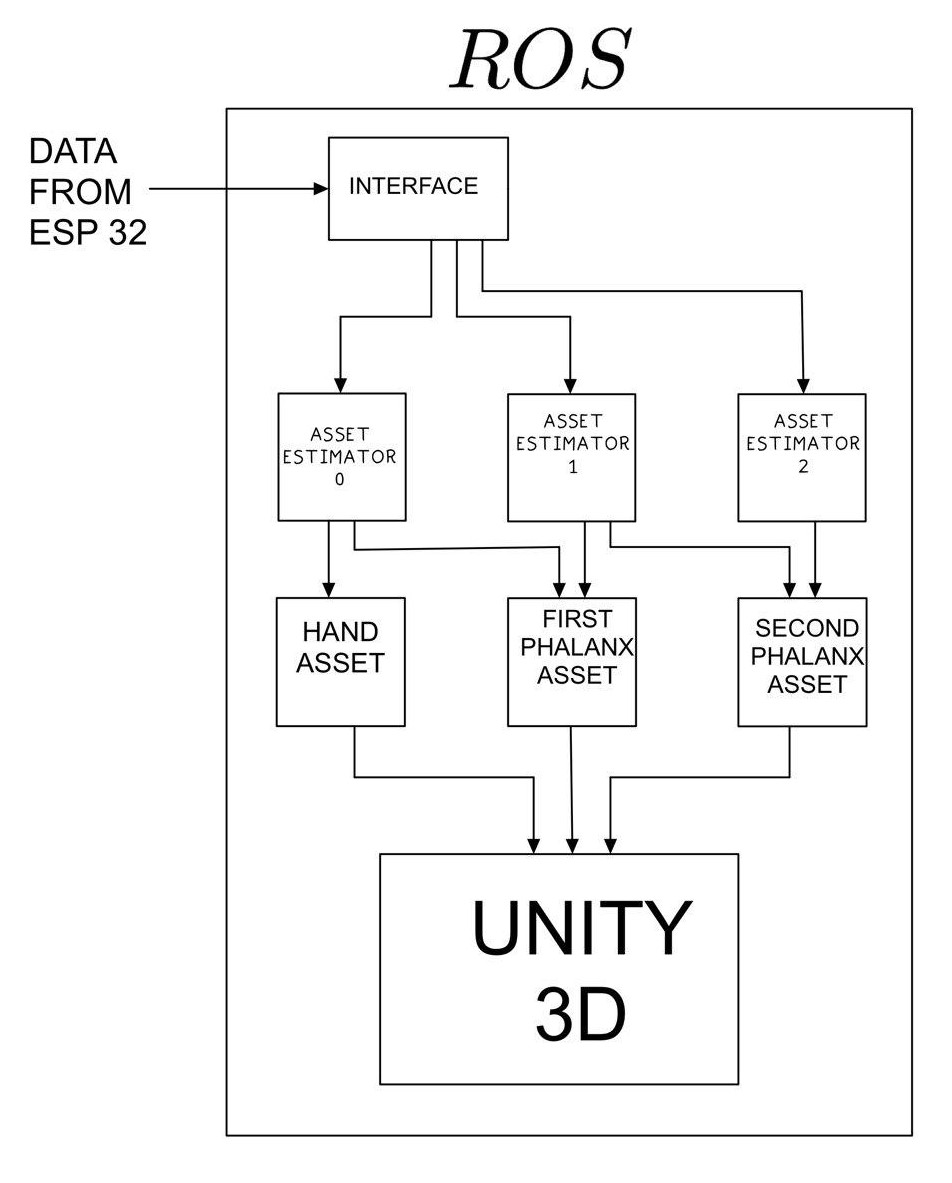 ROS
DATA
FROM
ESP 32
INTERFACE
ASSET
ESTIMATOR
0
ASSET
ESTIMATOR
1
ASSET
ESTIMATOR
2
HAND
ASSET
FIRST
PHALANX
ASSET
SECOND
PHALANX
ASSET
UNITY
3D